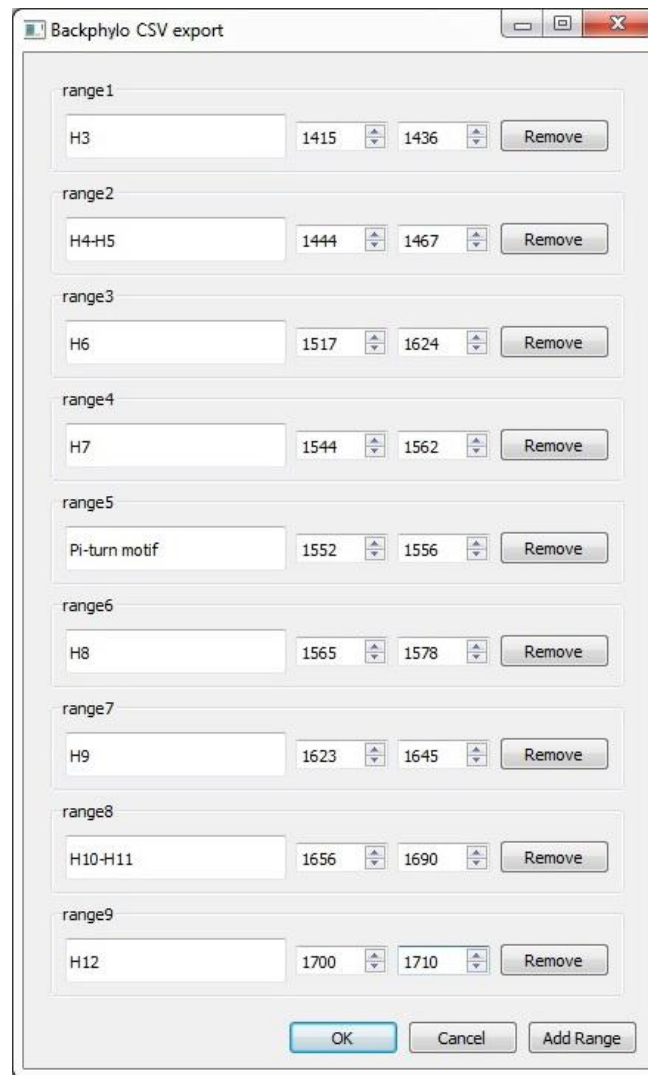 Backphylo CSV export
range1
H3 1415 1436 Remove
range2
H4-H5 1444 1467 Remove
range3
H6 1517 1624 Remove
range4
H7 1544 1562 Remove
range5
Pi-turn motif 1552 1556 Remove
range6
H8 1565 1578 Remove
range7
H9 1623 1645 Remove
range8
H10-H11 1656 1690 Remove
range9
H12 1700 1710 Remove
OK Cancel Add Range